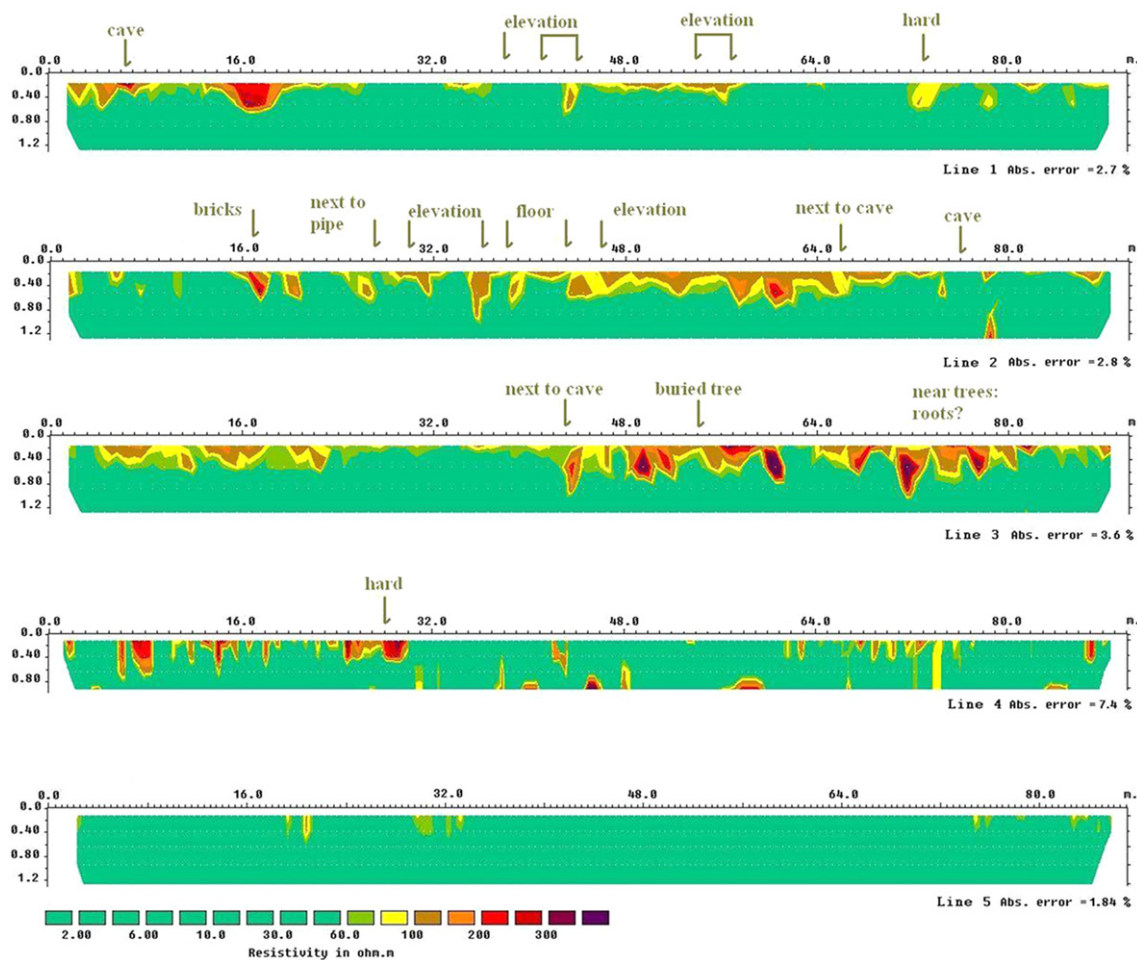 cave elevation elevation hard
0.0 16.0 32.0 48.0 64.0 80.0 m.
0.0
0.40
0.80
1.2
Line 1 Abs. error =2.7 %
bricks next to pipe elevation floor elevation next to cave cave
0.0 16.0 32.0 48.0 64.0 80.0 m.
0.0
0.40
0.80
1.2
Line 2 Abs. error =2.8 %
next to cave buried tree near trees: roots?
0.0 16.0 32.0 48.0 64.0 80.0 m.
0.0
0.40
0.80
1.2
Line 3 Abs. error =3.6 %
hard
0.0 16.0 32.0 48.0 64.0 80.0 m.
0.0
0.40
0.80
Line 4 Abs. error =7.4 %
0.0 16.0 32.0 48.0 64.0 80.0 m.
0.0
0.40
0.80
1.2
Line 5 Abs. error =1.84 %
2.00 6.00 10.0 30.0 60.0 100 200 300
Resistivity in ohm.m